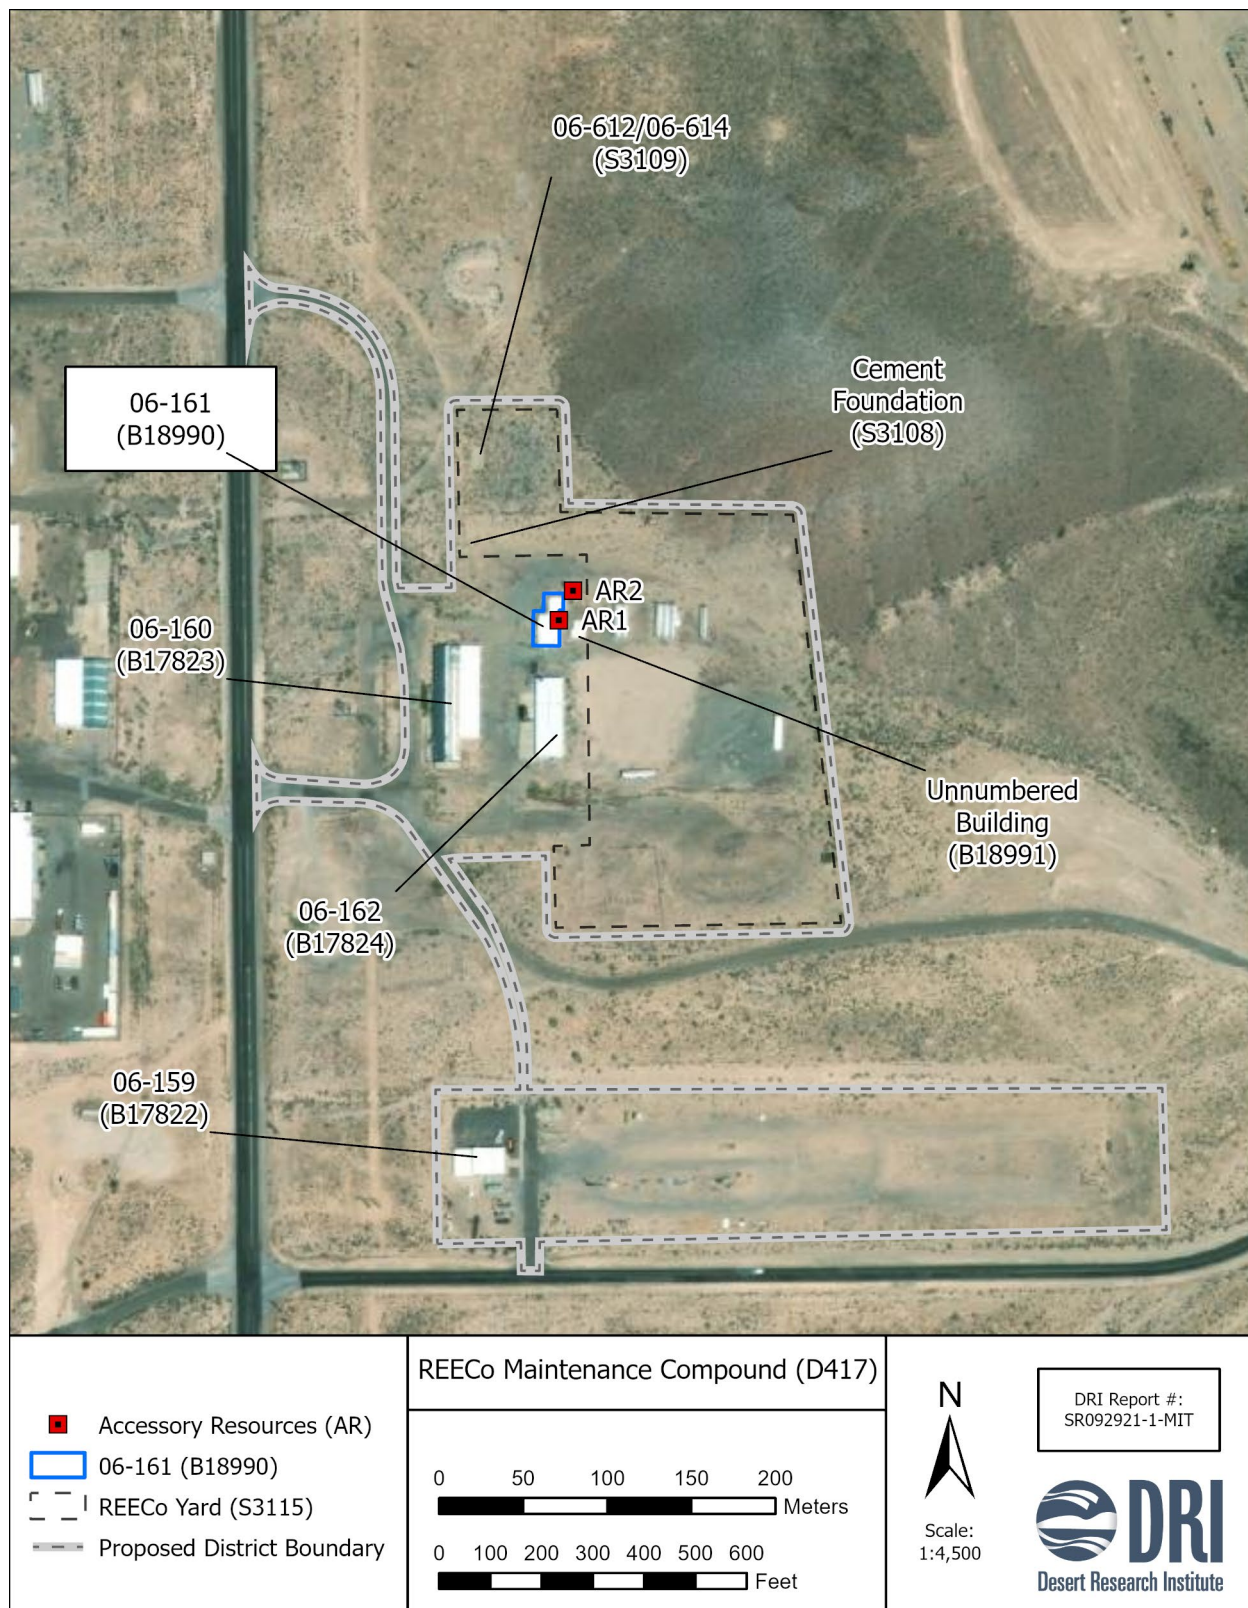 06-612/06-614
(S3109)
Cement
Foundation
(S3108)
06-161
(B18990)
AR2
AR1
06-160
(B17823)
Unnumbered
Building
(B18991)
06-162
(B17824)
06-159
(B17822)
Accessory Resources (AR)
06-161 (B18990)
REECo Yard (S3115)
Proposed District Boundary
REECo Maintenance Compound (D417)
0 50 100 150 200
Meters
0 100 200 300 400 500 600
Feet
N
Scale:
1:4,500
DRI Report #:
SR092921-1-MIT
DRI
Desert Research Institute